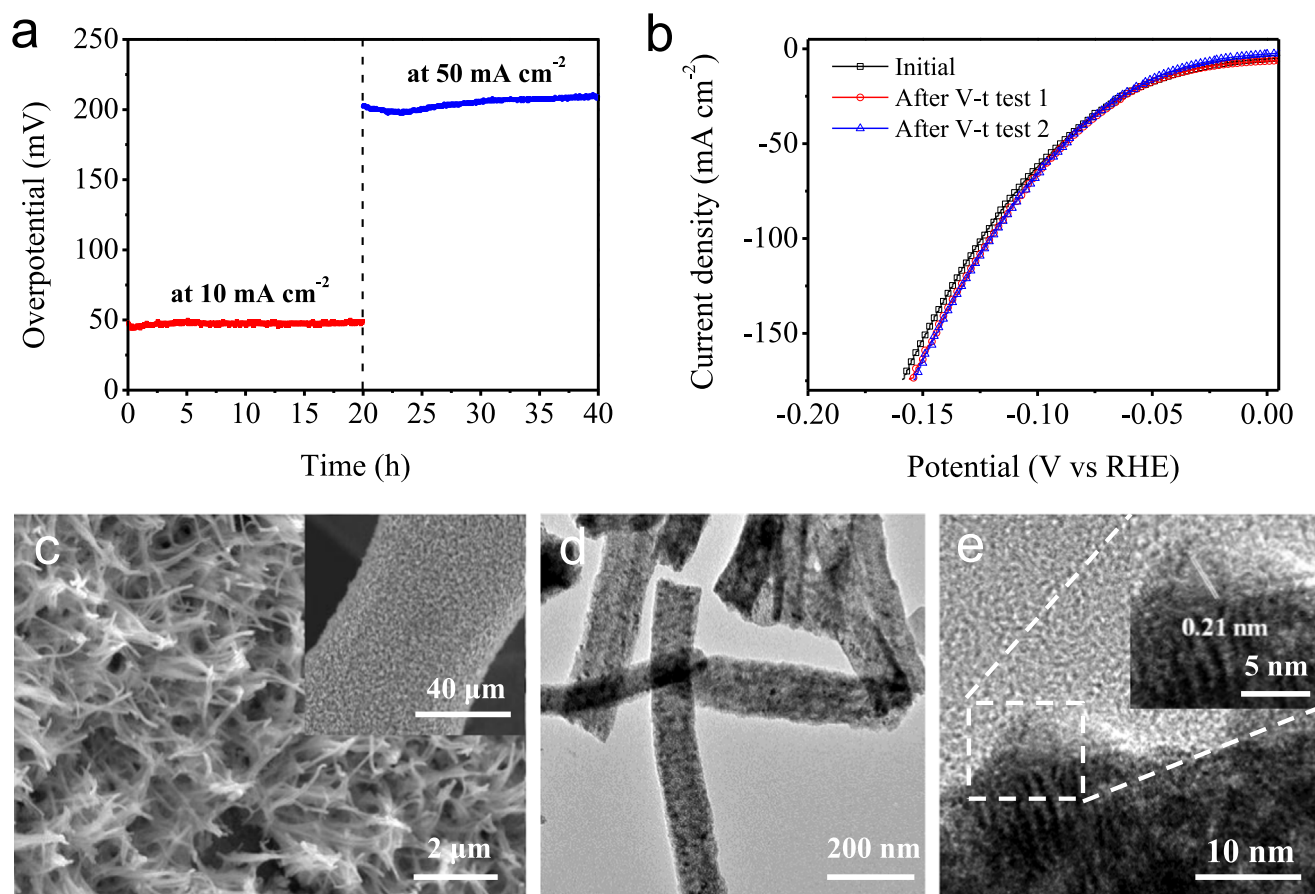 a
250
200
150
100
50
0
Overpotential (mV)
at 50 mA cm⁻²
at 10 mA cm⁻²
0 5 10 15 20 25 30 35 40
Time (h)
b
0
-50
-100
-150
Current density (mA cm⁻²)
Initial
After V-t test 1
After V-t test 2
-0.20 -0.15 -0.10 -0.05 0.00
Potential (V vs RHE)
c
40 µm
2 µm
d
200 nm
e
0.21 nm
5 nm
10 nm